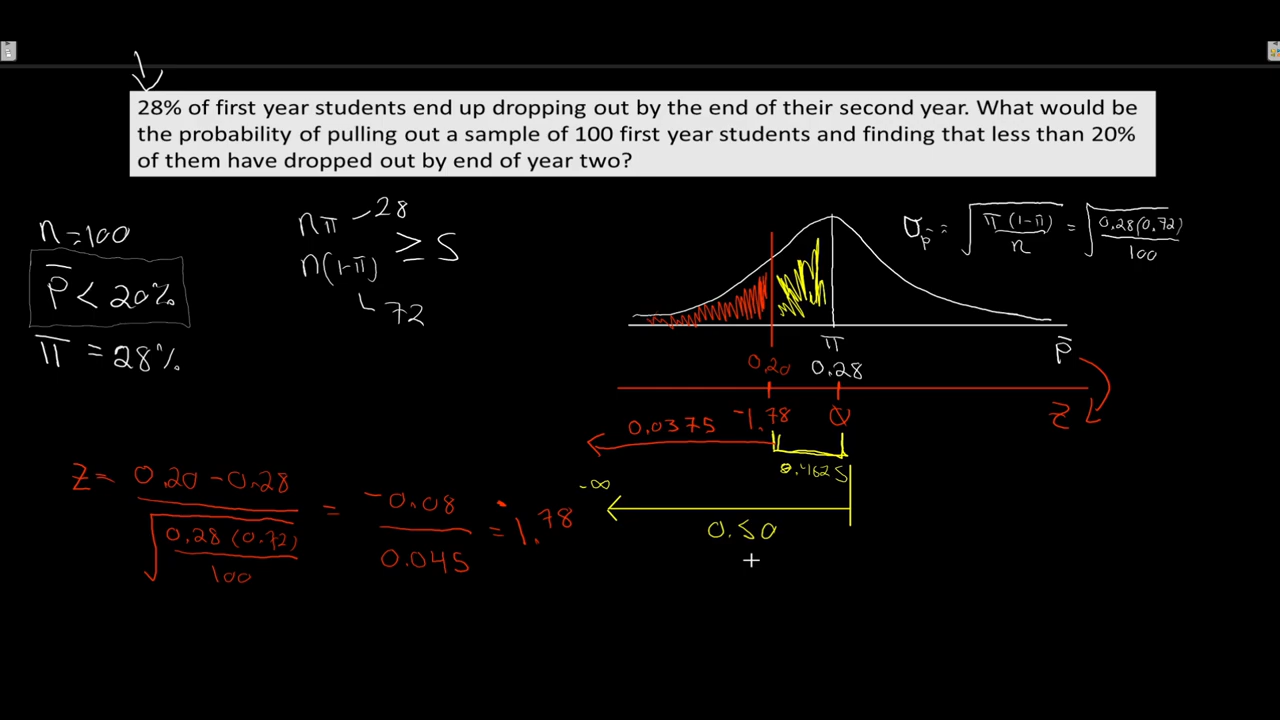 28% of first year students end up dropping out by the end of their second year. What would be
the probability of pulling out a sample of 100 first year students and finding that less than 20%
of them have dropped out by end of year two?
n=100
p̅ < 20%
π = 28%
nπ - 28
≥ 5
n(1-π)
72
σp̅ = √(π(1-π)/n) = √(0.28(0.72)/100)
π
p̅
0.20 0.28
-1.78 0 Z
0.0375
0.4625
-∞
0.50
Z = (0.20 - 0.28)/√(0.28(0.72)/100) = -0.08/0.045 = -1.78